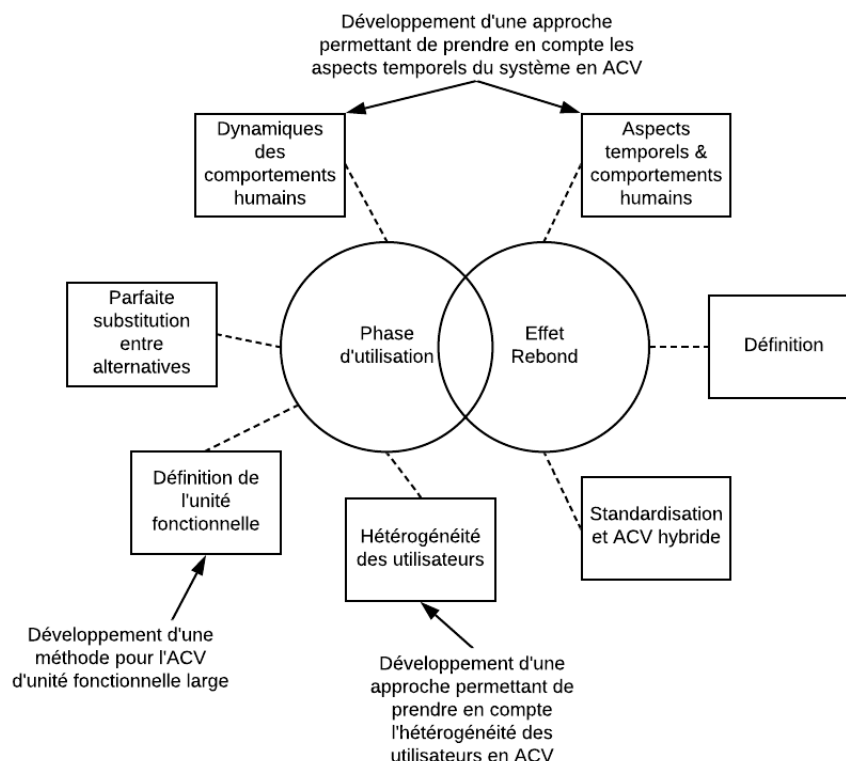 Développement d'une approche
permettant de prendre en compte les
aspects temporels du système en ACV
Dynamiques
des
comportements
humains
Aspects
temporels &
comportements
humains
Parfaite
substitution
entre
alternatives
Phase
d'utilisation
Effet
Rebond
Définition
Définition de
l'unité
fonctionnelle
Hétérogénéité
des utilisateurs
Standardisation
et ACV hybride
Développement d'une
méthode pour l'ACV
d'unité fonctionnelle large
Développement d'une
approche permettant de
prendre en compte
l'hétérogénéité des
utilisateurs en ACV